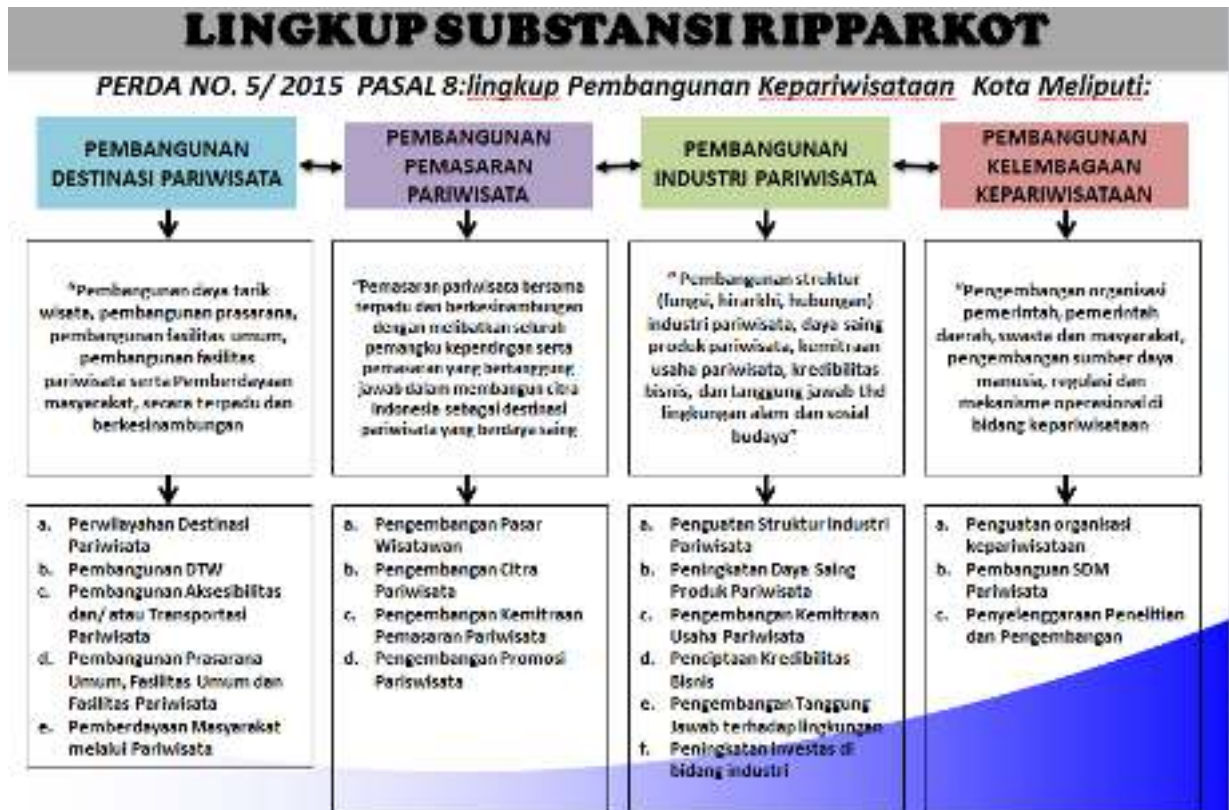 LINGKUP SUBSTANSI RIPPARKOT
PERDA NO. 5/ 2015 PASAL 8:lingkup Pembangunan Kepariwisataan Kota Meliputi:
PEMBANGUNAN
DESTINASI PARIWISATA
PEMBANGUNAN
PEMASARAN
PARIWISATA
PEMBANGUNAN
INDUSTRI PARIWISATA
PEMBANGUNAN
KELEMBAGAAN
KEPARIWISATAAN
"Pembangunan daya tarik
wisata, pembangunan prasarana,
pembangunan fasilitas umum,
pembangunan fasilitas
pariwisata serta Pemberdayaan
masyarakat, secara terpadu dan
berkesinambungan
"Pemasaran pariwisata bersama
terpadu dan berkesinambungan
dengan melibatkan seluruh
pemangku kepentingan serta
pemasaran yang bertanggung
jawab dalam membangun citra
Indonesia sebagai destinasi
pariwisata yang berdaya saing
" Pembangunan struktur
(fungsi, hirarkhi, hubungan)
industri pariwisata, daya saing
produk pariwisata, kemitraan
usaha pariwisata, kredibilitas
bisnis, dan tanggung jawab thd
lingkungan alam dan sosial
budaya"
"Pengembangan organisasi
pemerintah, pemerintah
daerah, swasta dan masyarakat,
pengembangan sumber daya
manusia, regulasi dan
mekanisme operasional di
bidang kepariwisataan
a. Perwilayahan Destinasi
Pariwisata
b. Pembangunan DTW
c. Pembangunan Aksesibilitas
dan/ atau Transportasi
Pariwisata
d. Pembangunan Prasarana
Umum, Fasilitas Umum dan
Fasilitas Pariwisata
e. Pemberdayaan Masyarakat
melalui Pariwisata
a. Pengembangan Pasar
Wisatawan
b. Pengembangan Citra
Pariwisata
c. Pengembangan Kemitraan
Pemasaran Pariwisata
d. Pengembangan Promosi
Pariswisata
a. Penguatan Struktur Industri
Pariwisata
b. Peningkatan Daya Saing
Produk Pariwisata
c. Pengembangan Kemitraan
Usaha Pariwisata
d. Penciptaan Kredibilitas
Bisnis
e. Pengembangan Tanggung
Jawab terhadap lingkungan
f. Peningkatan Investas di
bidang industri
a. Penguatan organisasi
kepariwisataan
b. Pembanguan SDM
Pariwisata
c. Penyelenggaraan Penelitian
dan Pengembangan